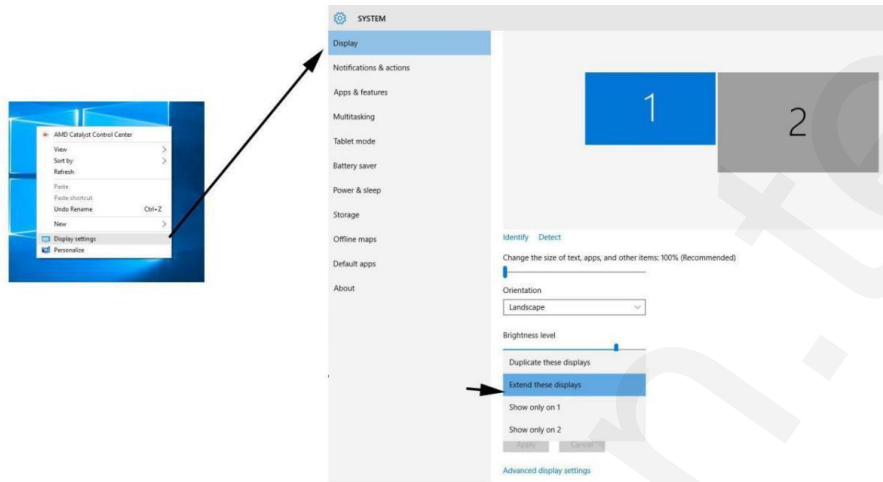 AMD Catalyst Control Center
View
Sort by
Refresh
Paste
Paste shortcut
Undo Rename Ctrl+Z
New
Display settings
Personalize
SYSTEM
Display
Notifications & actions
Apps & features
Multitasking
Tablet mode
Battery saver
Power & sleep
Storage
Offline maps
Default apps
About
1
2
Identify Detect
Change the size of text, apps, and other items: 100% (Recommended)
Orientation
Landscape
Brightness level
Duplicate these displays
Extend these displays
Show only on 1
Show only on 2
Apply Cancel
Advanced display settings